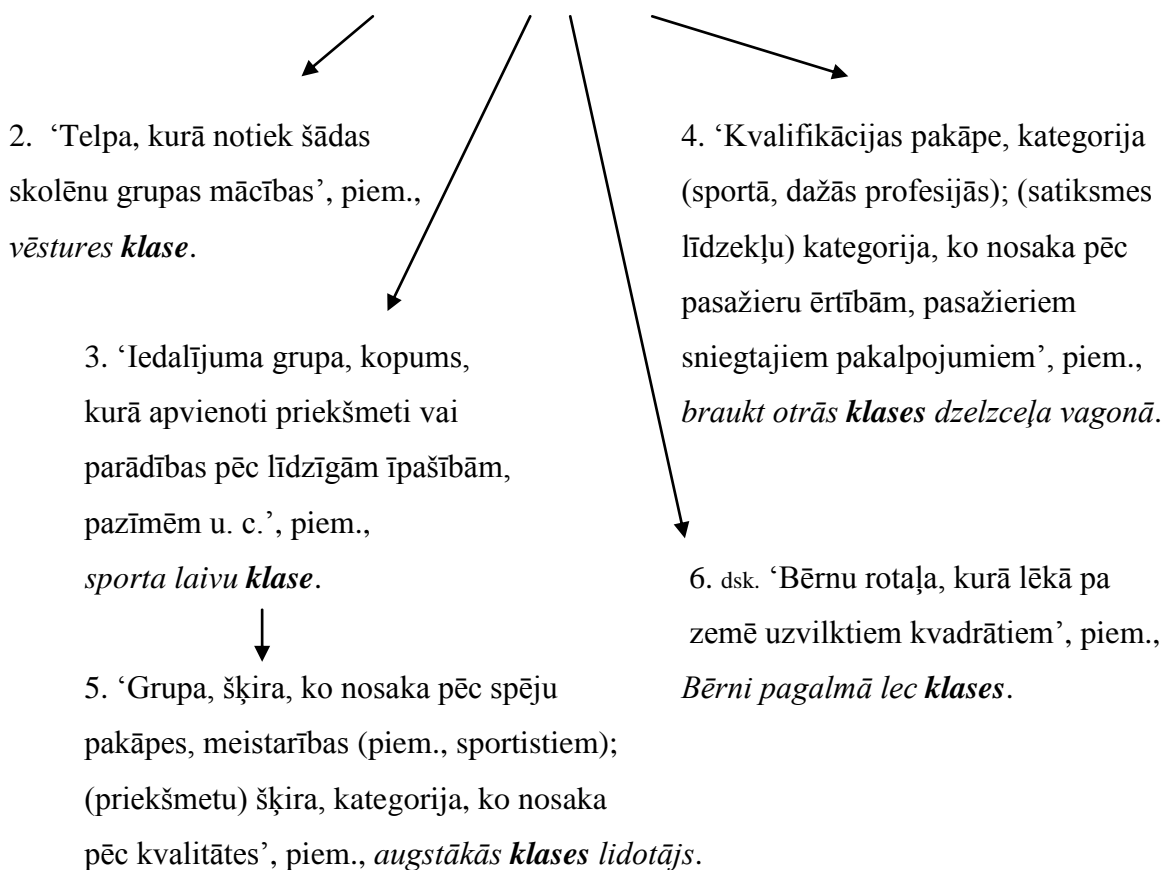 2. ‘Telpa, kurā notiek šādas
skolēnu grupas mācības’, piem.,
vēstures klase.
4. ‘Kvalifikācijas pakāpe, kategorija
(sportā, dažās profesijās); (satiksmes
līdzekļu) kategorija, ko nosaka pēc
pasažieru ērtībām, pasažieriem
sniegtajiem pakalpojumiem’, piem.,
braukt otrās klases dzelzceļa vagonā.
3. ‘Iedalījuma grupa, kopums,
kurā apvienoti priekšmeti vai
parādības pēc līdzīgām īpašībām,
pazīmēm u. c.’, piem.,
sporta laivu klase.
6. dsk. ‘Bērnu rotaļa, kurā lēkā pa
zemē uzvilktiem kvadrātiem’, piem.,
Bērni pagalmā lec klases.
5. ‘Grupa, šķira, ko nosaka pēc spēju
pakāpes, meistarības (piem., sportistiem);
(priekšmetu) šķira, kategorija, ko nosaka
pēc kvalitātes’, piem., augstākās klases lidotājs.